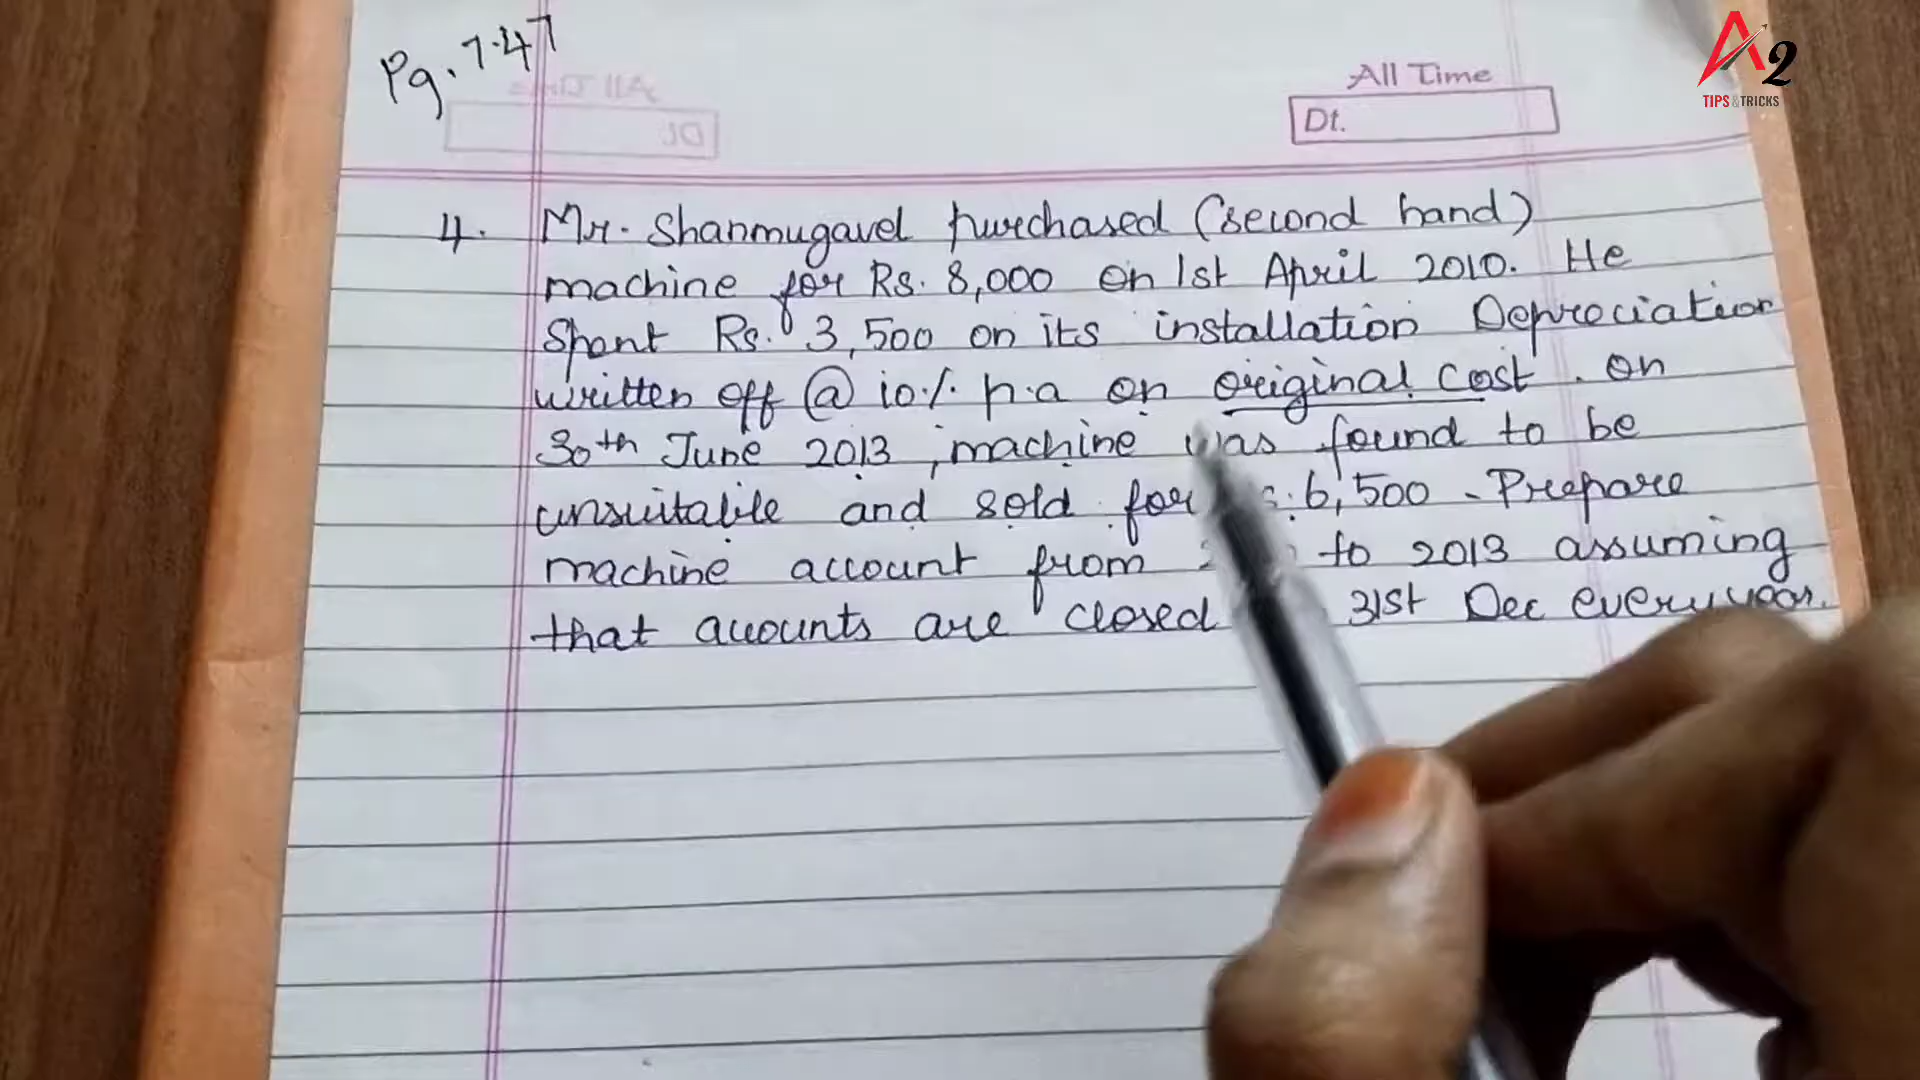 Pg. 7.47
A2
TIPS & TRICKS
All Time
Dt.
4. Mr. Shanmugavel purchased (second hand)
machine for Rs. 8,000 on 1st April 2010. He
Spent Rs. 3,500 on its installation Depreciation
written off @ 10% p.a on original cost. on
30th June 2013, machine was found to be
unsuitable and sold for 6,500 - Prepare
machine account from to 2013 assuming
that accounts are closed 31st Dec every year.